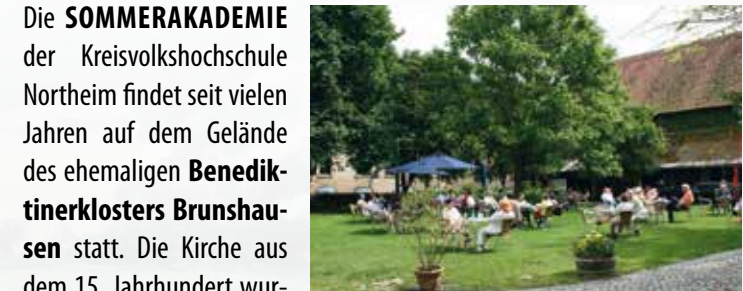 Die SOMMERAKADEMIE
der Kreisvolkshochschule
Northeim findet seit vielen
Jahren auf dem Gelände
des ehemaligen Benedik-
tinerklosters Brunshau-
sen statt. Die Kirche aus
dem 15. Jahrhundert wur-